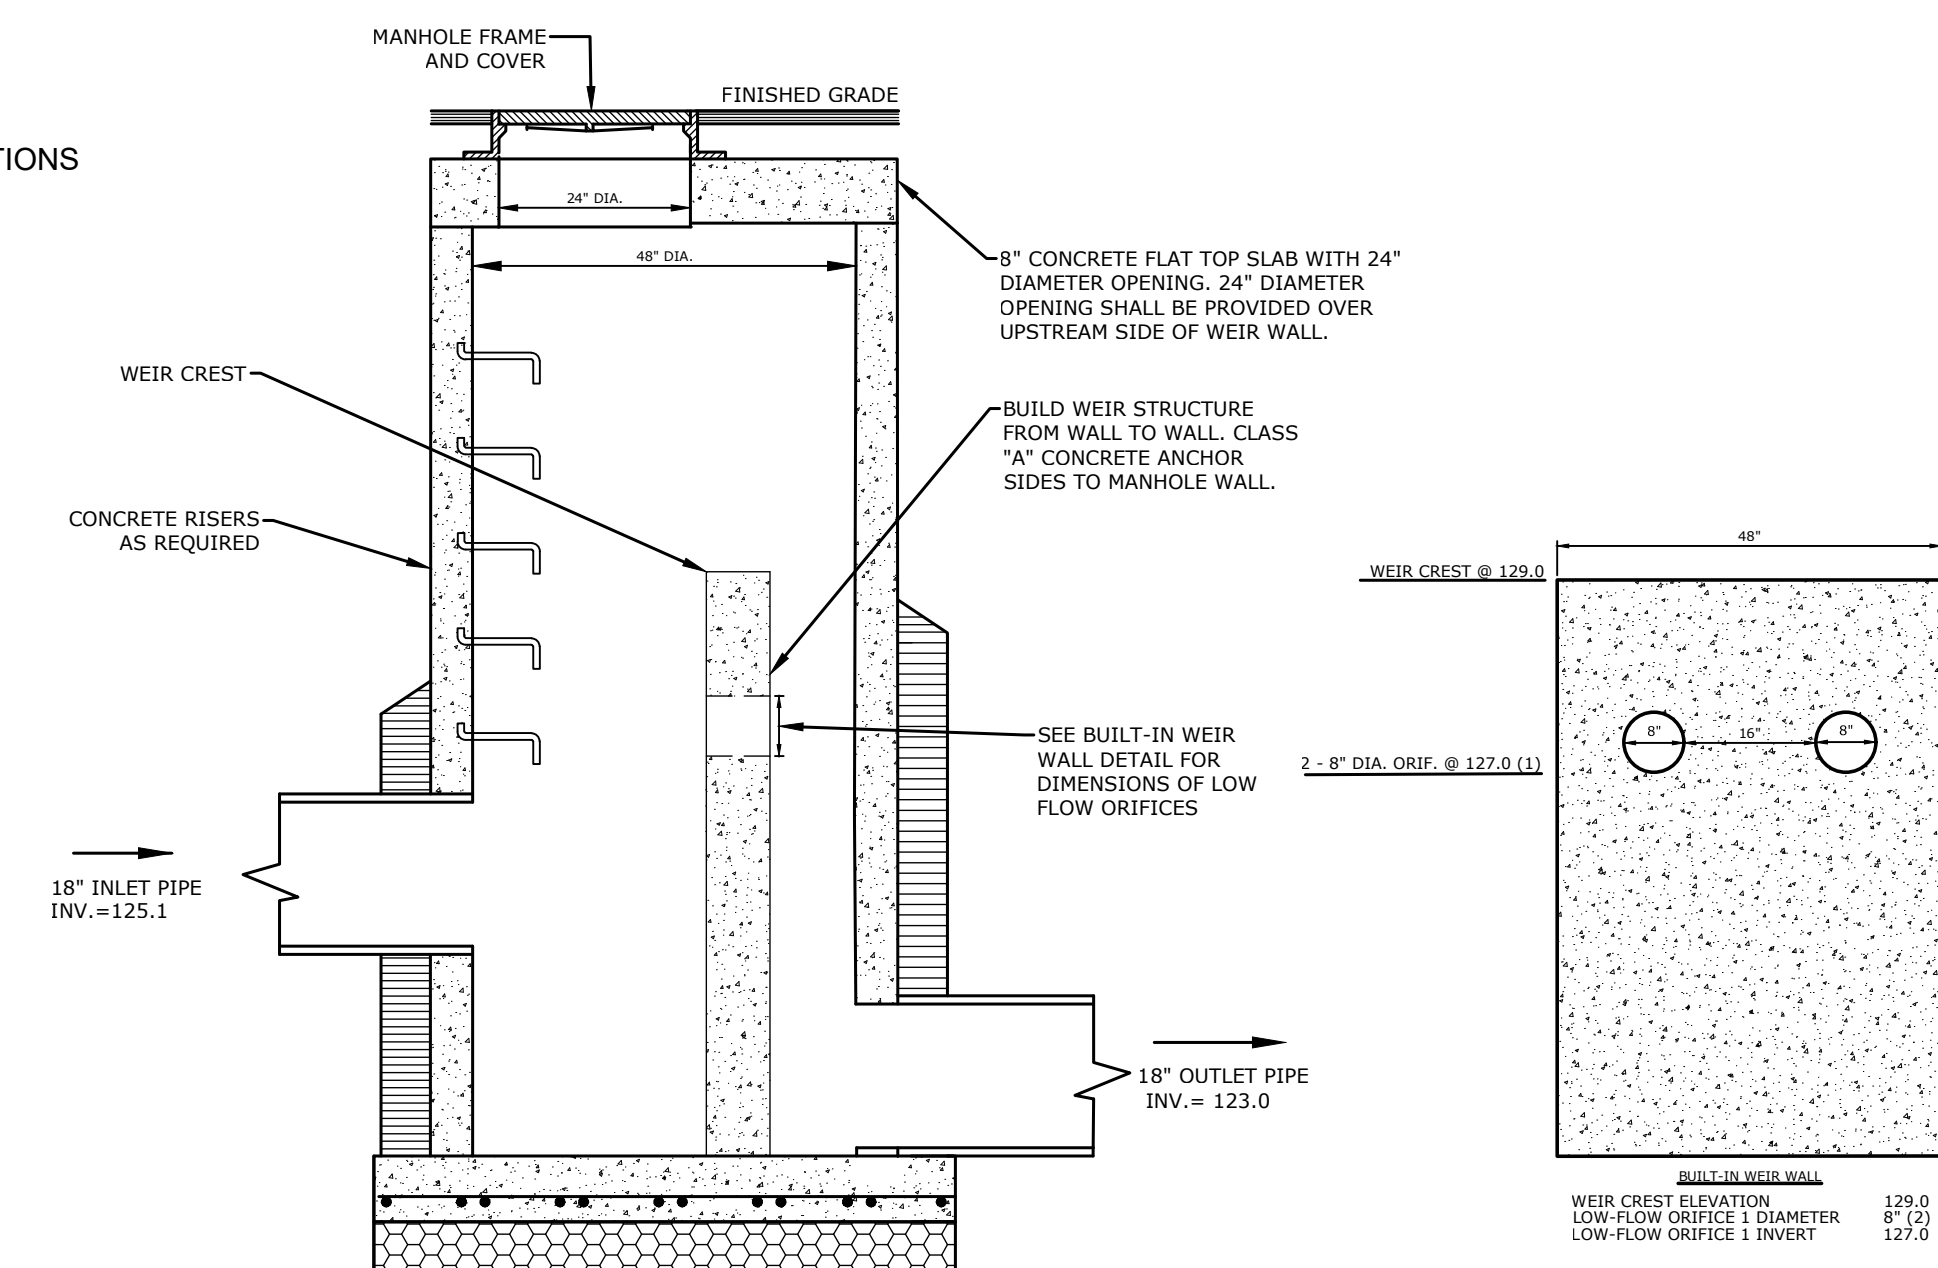 MANHOLE FRAME
AND COVER
FINISHED GRADE
TIONS
24" DIA.
48" DIA.
8" CONCRETE FLAT TOP SLAB WITH 24"
DIAMETER OPENING. 24" DIAMETER
OPENING SHALL BE PROVIDED OVER
UPSTREAM SIDE OF WEIR WALL.
WEIR CREST
BUILD WEIR STRUCTURE
FROM WALL TO WALL. CLASS
"A" CONCRETE ANCHOR
SIDES TO MANHOLE WALL.
CONCRETE RISERS
AS REQUIRED
SEE BUILT-IN WEIR
WALL DETAIL FOR
DIMENSIONS OF LOW
FLOW ORIFICES
18" INLET PIPE
INV.=125.1
18" OUTLET PIPE
INV.= 123.0
48"
WEIR CREST @ 129.0
8"
16"
8"
2 - 8" DIA. ORIF. @ 127.0 (1)
BUILT-IN WEIR WALL
WEIR CREST ELEVATION 129.0
LOW-FLOW ORIFICE 1 DIAMETER 8" (2)
LOW-FLOW ORIFICE 1 INVERT 127.0